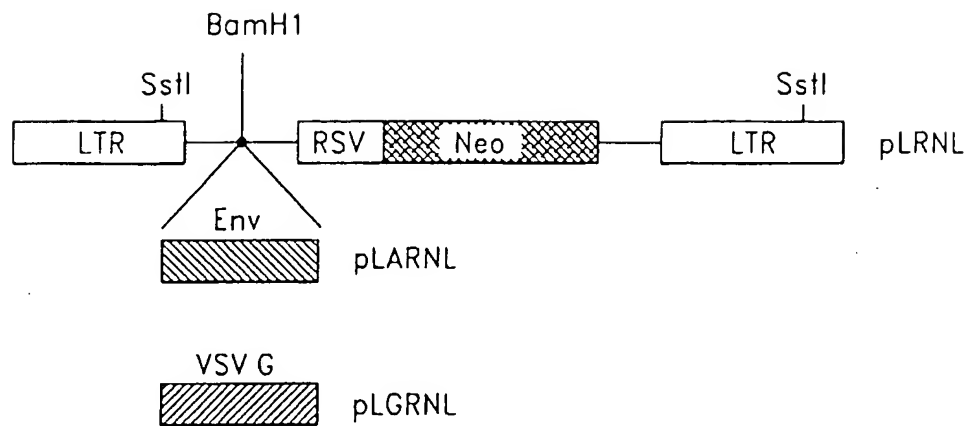 BamH1
SstI SstI
LTR RSV Neo LTR pLRNL
Env
pLARNL
VSV G
pLGRNL